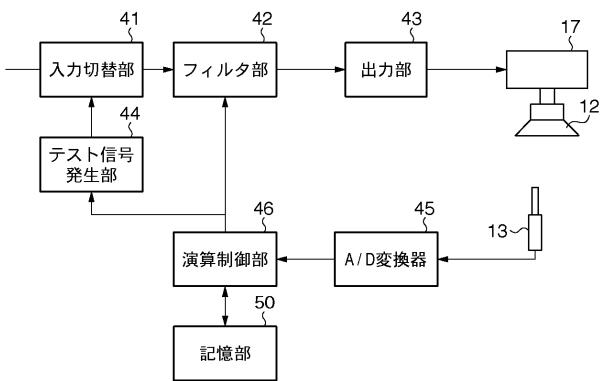 41
42
43
17
入力切替部
フィルタ部
出力部
12
44
テスト信号
発生部
46
45
13
演算制御部
A/D変換器
50
記憶部